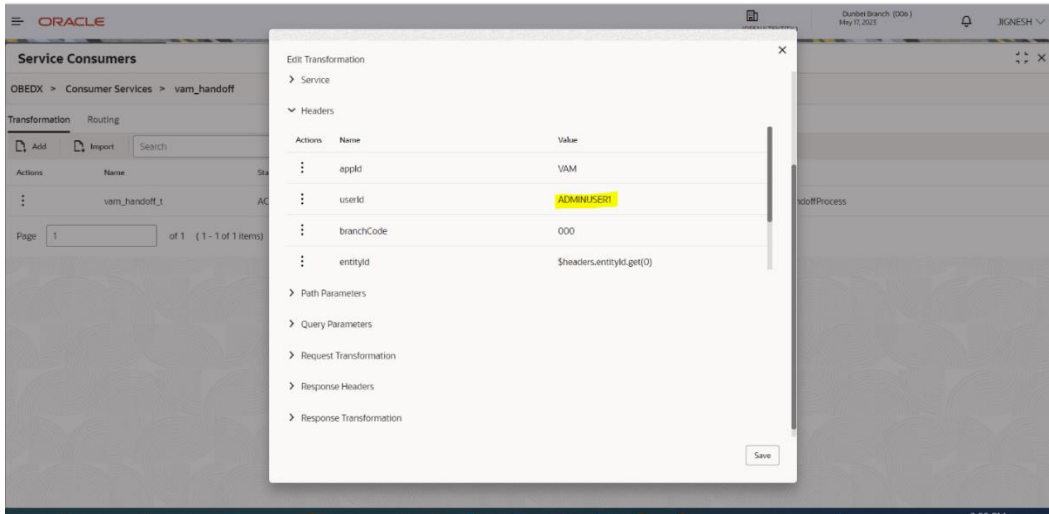 ORACLE
Dunbel Branch (006)
May 17, 2023
JIGNESH
Service Consumers
OBEDX > Consumer Services > vam_handoff
Transformation Routing
Add Import Search
Actions Name
vam_handoff_t
Page 1 of 1 (1 - 1 of 1 items)
Edit Transformation
Service
Headers
Actions Name Value
appId VAM
userId ADMINUSER1
branchCode 000
entityId $headers.entityId.get(0)
Path Parameters
Query Parameters
Request Transformation
Response Headers
Response Transformation
Save